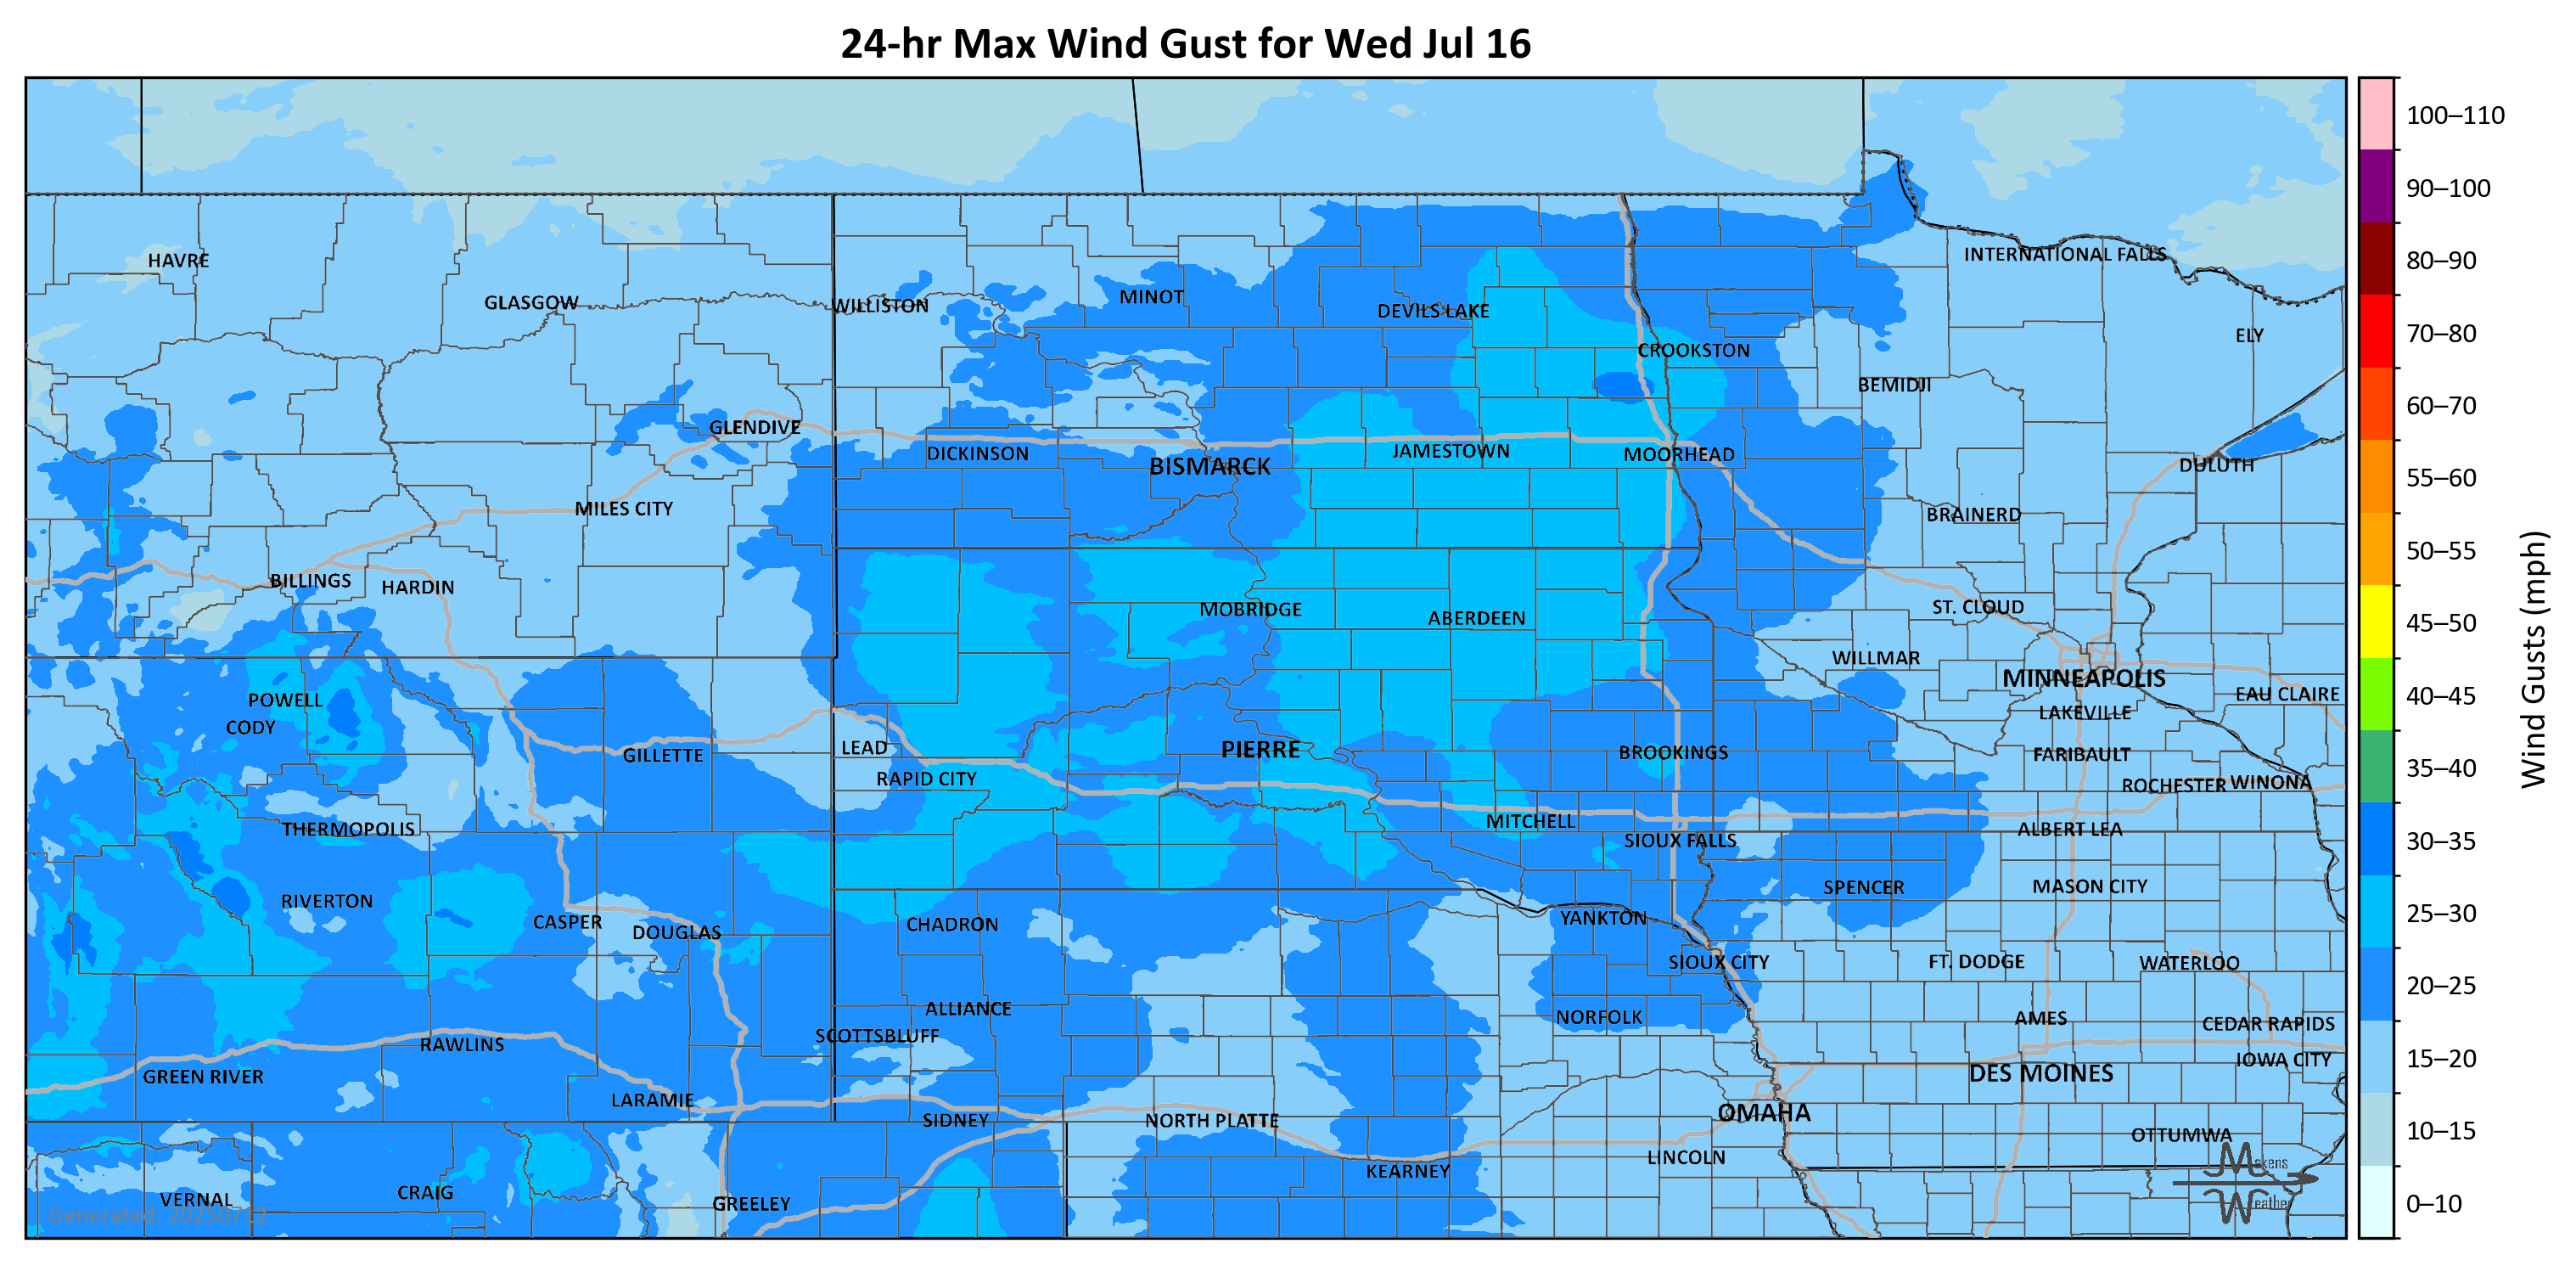 24-hr Max Wind Gust for Wed Jul 16
100–110
90–100
80–90
70–80
60–70
55–60
50–55
45–50
40–45
35–40
30–35
25–30
20–25
15–20
10–15
0–10
Wind Gusts (mph)
HAVRE
INTERNATIONAL FALLS
GLASGOW
WILLISTON
MINOT
DEVILS LAKE
ELY
CROOKSTON
BEMIDJI
GLENDIVE
DICKINSON
BISMARCK
JAMESTOWN
MOORHEAD
DULUTH
MILES CITY
BRAINERD
BILLINGS
HARDIN
MOBRIDGE
ABERDEEN
ST. CLOUD
WILLMAR
MINNEAPOLIS
POWELL
EAU CLAIRE
CODY
LAKEVILLE
GILLETTE
LEAD
PIERRE
BROOKINGS
FARIBAULT
RAPID CITY
ROCHESTER
WINONA
THERMOPOLIS
MITCHELL
SIOUX FALLS
ALBERT LEA
RIVERTON
SPENCER
MASON CITY
CASPER
DOUGLAS
CHADRON
YANKTON
SIOUX CITY
FT. DODGE
WATERLOO
ALLIANCE
NORFOLK
AMES
CEDAR RAPIDS
RAWLINS
SCOTTSBLUFF
IOWA CITY
GREEN RIVER
DES MOINES
LARAMIE
SIDNEY
NORTH PLATTE
OMAHA
OTTUMWA
KEARNEY
LINCOLN
VERNAL
CRAIG
GREELEY
Generated: 20250712
Makens
Weather